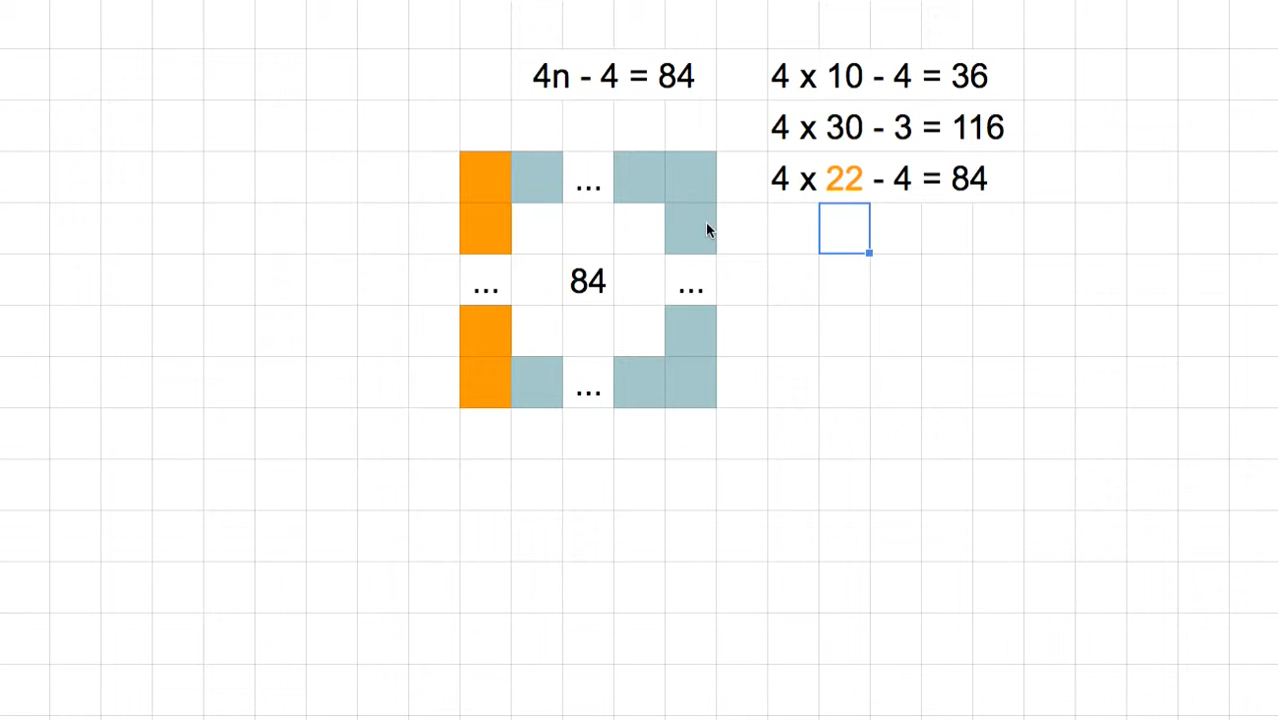 4n - 4 = 84
4 x 10 - 4 = 36
4 x 30 - 3 = 116
4 x 22 - 4 = 84
...
... 84 ...
...